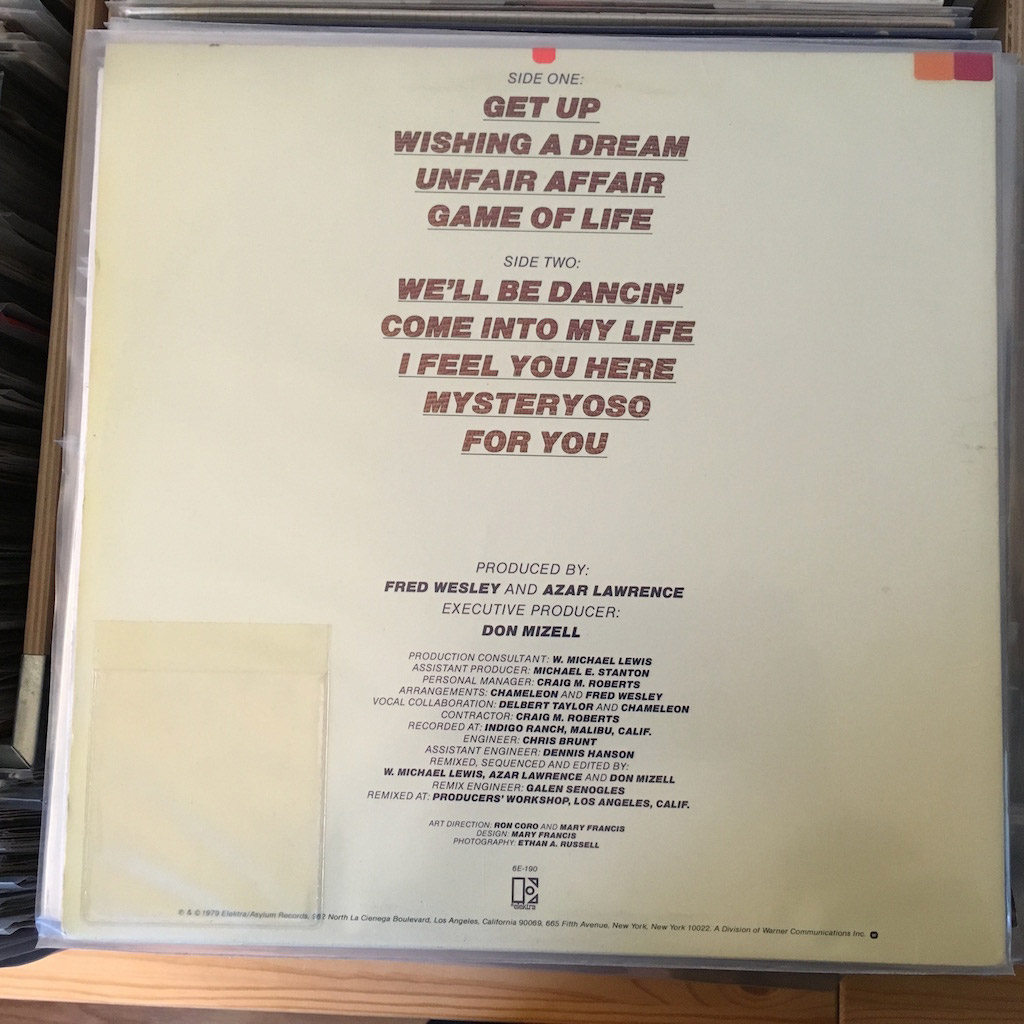 SIDE ONE:
GET UP
WISHING A DREAM
UNFAIR AFFAIR
GAME OF LIFE
SIDE TWO:
WE'LL BE DANCIN'
COME INTO MY LIFE
I FEEL YOU HERE
MYSTERYOSO
FOR YOU
PRODUCED BY:
FRED WESLEY AND AZAR LAWRENCE
EXECUTIVE PRODUCER:
DON MIZELL
PRODUCTION CONSULTANT: W. MICHAEL LEWIS
ASSISTANT PRODUCER: MICHAEL E. STANTON
PERSONAL MANAGER: CRAIG M. ROBERTS
ARRANGEMENTS: CHAMELEON AND FRED WESLEY
VOCAL COLLABORATION: DELBERT TAYLOR AND CHAMELEON
CONTRACTOR: CRAIG M. ROBERTS
RECORDED AT: INDIGO RANCH, MALIBU, CALIF.
ENGINEER: CHRIS BRUNT
ASSISTANT ENGINEER: DENNIS HANSON
REMIXED, SEQUENCED AND EDITED BY:
W. MICHAEL LEWIS, AZAR LAWRENCE AND DON MIZELL
REMIX ENGINEER: GALEN SENOGLES
REMIXED AT: PRODUCERS' WORKSHOP, LOS ANGELES, CALIF.
ART DIRECTION: RON CORO AND MARY FRANCIS
DESIGN: MARY FRANCIS
PHOTOGRAPHY: ETHAN A. RUSSELL
6E-190
elektra
℗ & © 1979 Elektra/Asylum Records, 962 North La Cienega Boulevard, Los Angeles, California 90069, 665 Fifth Avenue, New York, New York 10022. A Division of Warner Communications Inc.